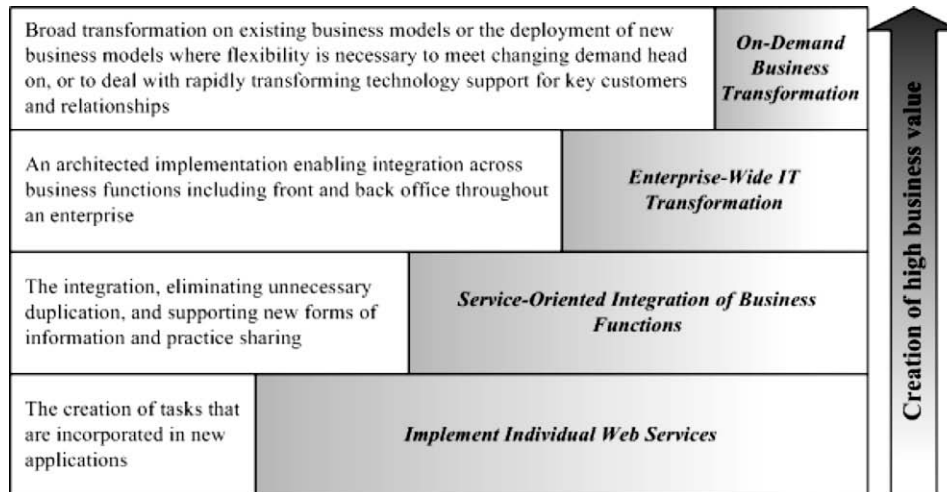 Broad transformation on existing business models or the deployment of new
business models where flexibility is necessary to meet changing demand head
on, or to deal with rapidly transforming technology support for key customers
and relationships
On-Demand
Business
Transformation
An architected implementation enabling integration across
business functions including front and back office throughout
an enterprise
Enterprise-Wide IT
Transformation
The integration, eliminating unnecessary
duplication, and supporting new forms of
information and practice sharing
Service-Oriented Integration of Business
Functions
The creation of tasks that
are incorporated in new
applications
Implement Individual Web Services
Creation of high business value